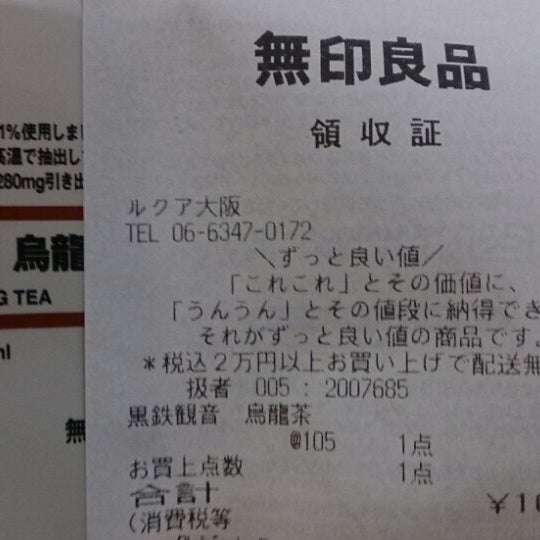 無印良品
領収証
ルクア大阪
TEL 06-6347-0172
＼ずっと良い値／
「これこれ」とその価値に、
「うんうん」とその値段に納得でき
それがずっと良い値の商品です。
＊税込２万円以上お買い上げで配送無
扱者 005 : 2007685
黒鉄観音 烏龍茶
@105 1点
お買上点数 1点
合計 ¥10
(消費税等
1%使用しま
高温で抽出し
280mg引き出
烏龍
G TEA
ml
無